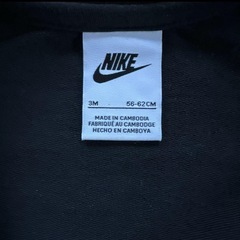 NIKE
3M 56-62CM
MADE IN CAMBODIA
FABRIQUÉ AU CAMBODGE
HECHO EN CAMBOYA